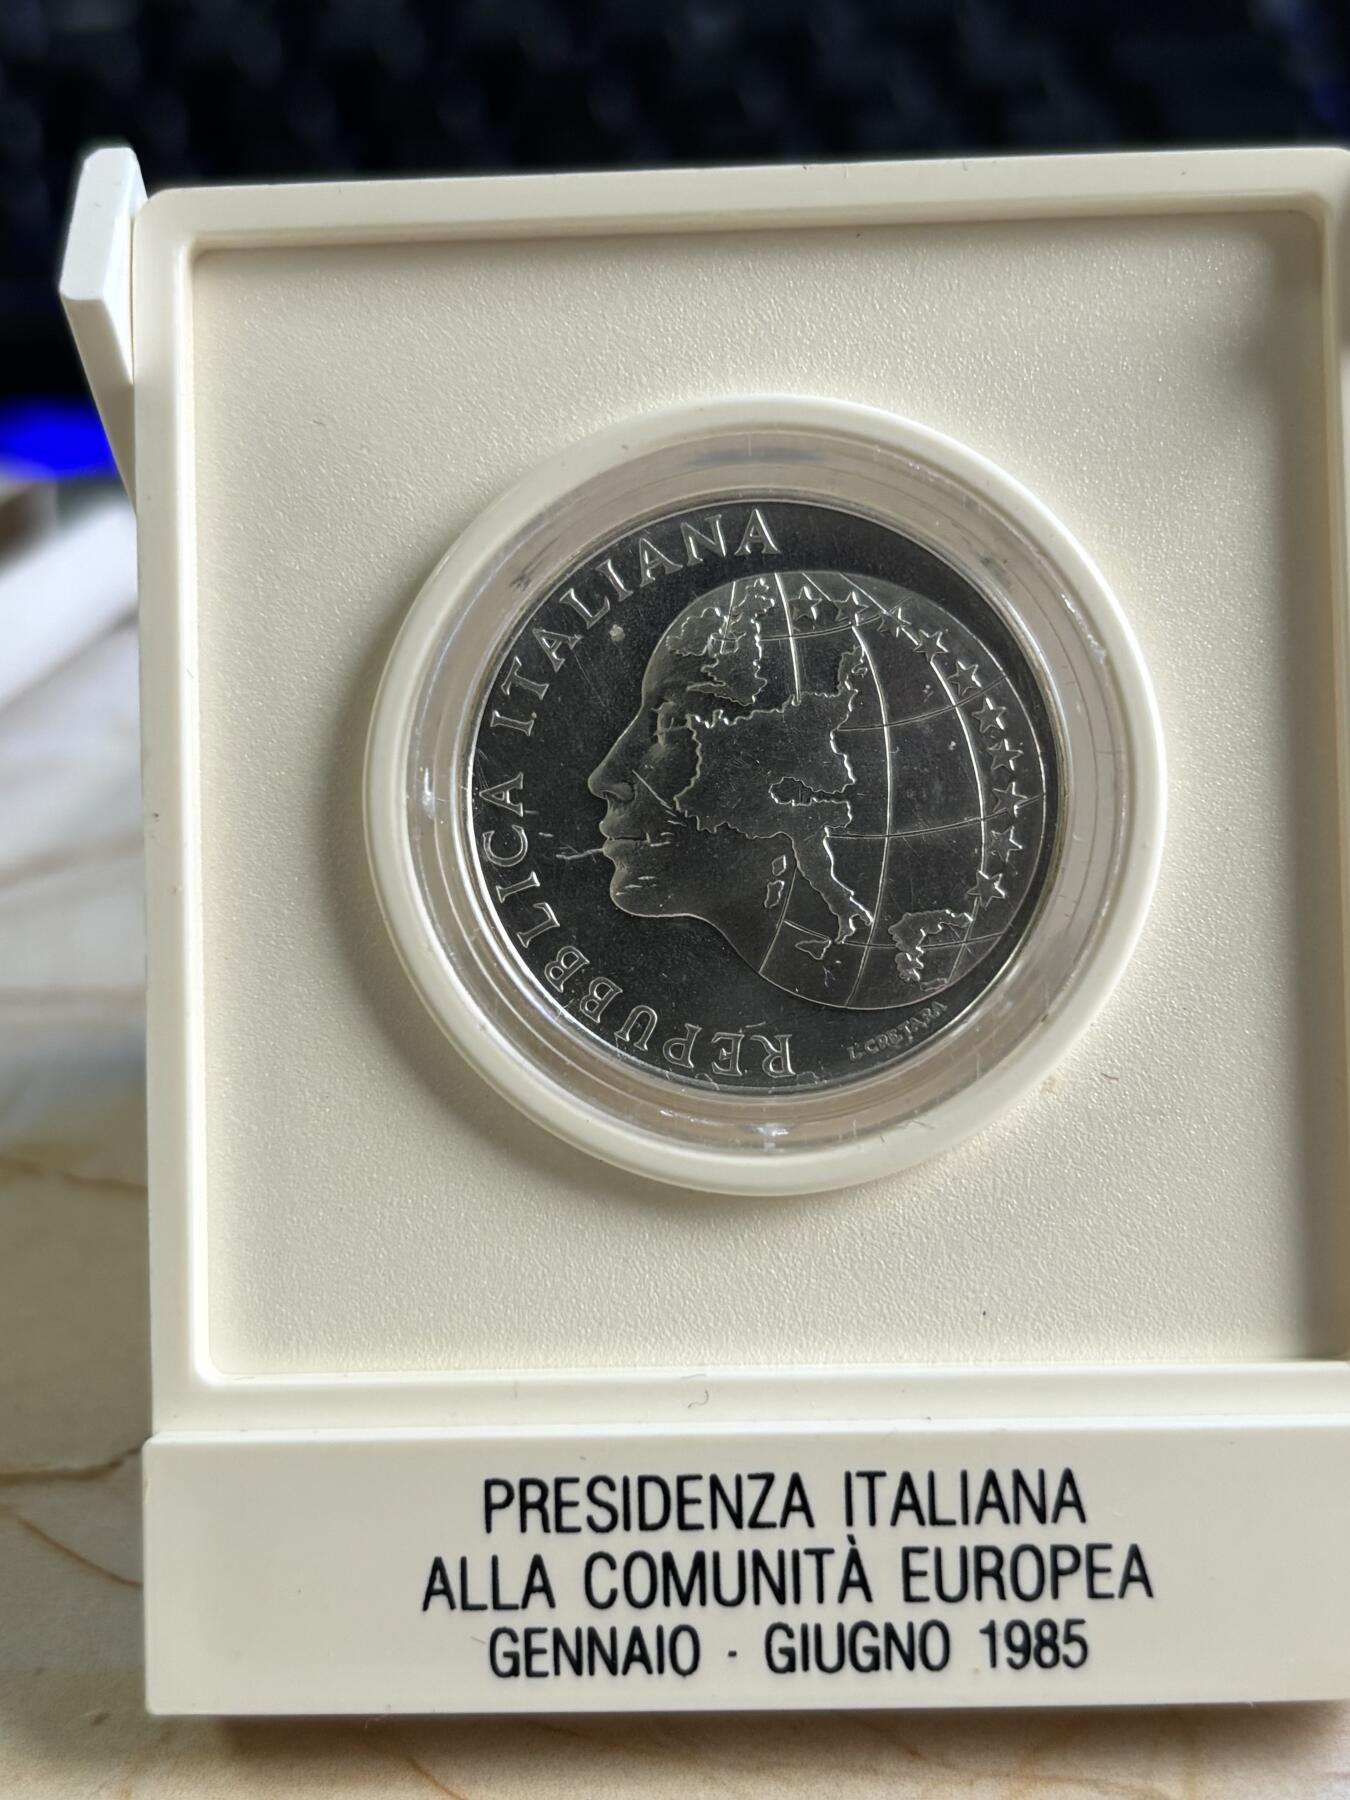 REPUBBLICA ITALIANA
L. CRETARA
PRESIDENZA ITALIANA
ALLA COMUNITÀ EUROPEA
GENNAIO - GIUGNO 1985